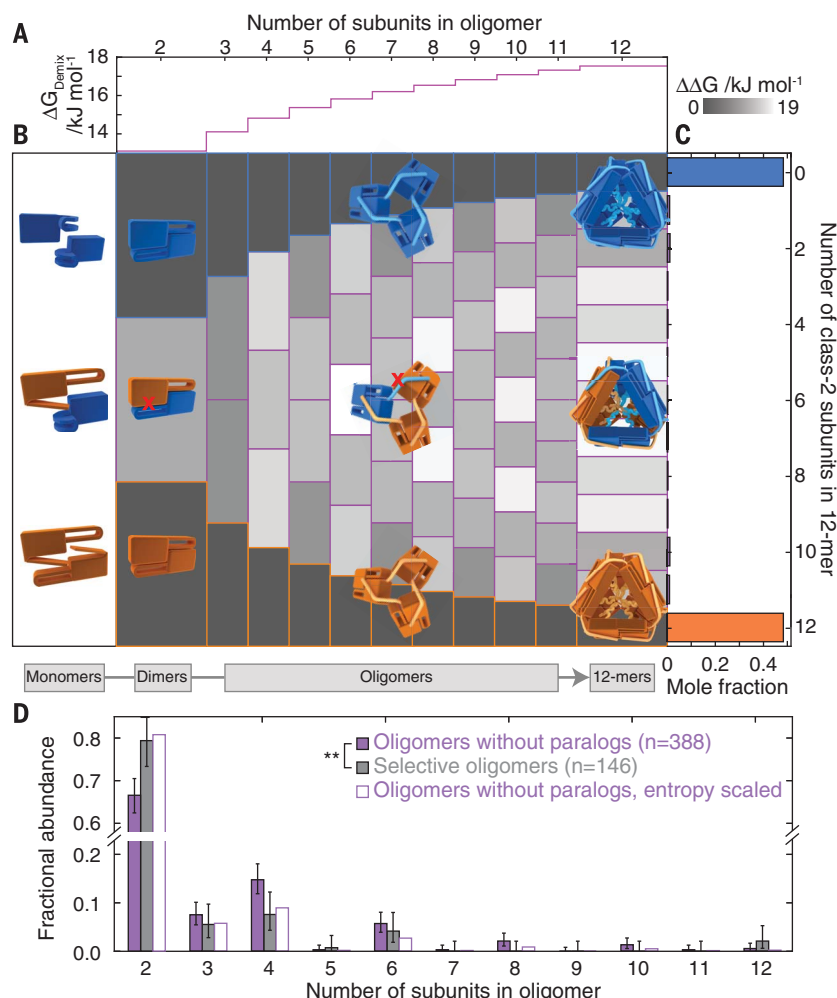 A
Number of subunits in oligomer
2 3 4 5 6 7 8 9 10 11 12
ΔG_Demix
/kJ mol⁻¹
18
16
14
ΔΔG /kJ mol⁻¹
0 19
B
C
x
x
0
2
4
6
8
10
12
Number of class-2 subunits in 12-mer
0 0.2 0.4
Mole fraction
Monomers
Dimers
Oligomers
12-mers
D
Fractional abundance
0.8
0.7
0.6
0.2
0.1
0.0
**
Oligomers without paralogs (n=388)
Selective oligomers (n=146)
Oligomers without paralogs, entropy scaled
2 3 4 5 6 7 8 9 10 11 12
Number of subunits in oligomer